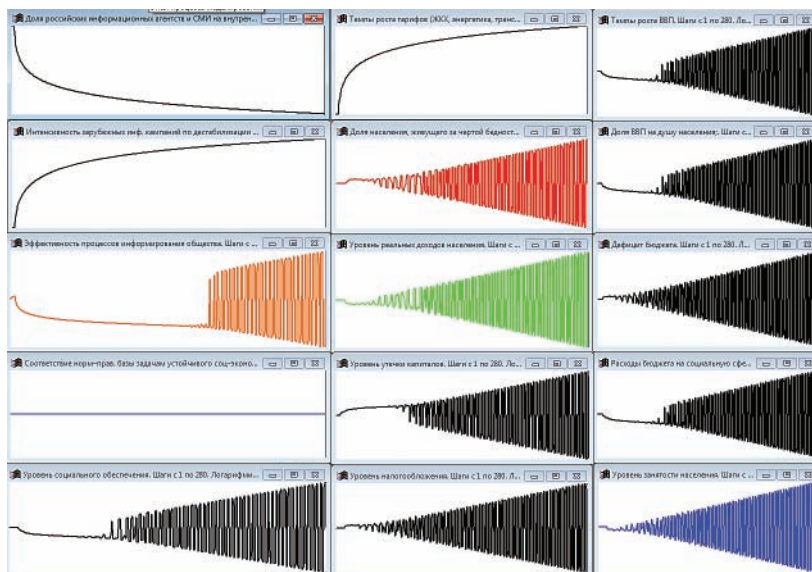 Доля российских информационных агентств и СМИ на внутрен...
Темпы роста тарифов (ЖКХ, энергетика, транс...
Темпы роста ВВП. Шаги с 1 по 280. Ло...
Интенсивность зарубежных инф. кампаний по дестабилизации ...
Доля населения, живущего за чертой бедност...
Доля ВВП на душу населения;. Шаги с...
Эффективность процессов информирования общества. Шаги с ...
Уровень реальных доходов населения. Шаги с ...
Дефицит бюджета. Шаги с 1 по 280. Л...
Соответствие норм-прав. базы задачам устойчивого соц-эконо...
Уровень утечки капиталов. Шаги с 1 по 280. Ло...
Расходы бюджета на социальную сфе...
Уровень социального обеспечения. Шаги с 1 по 280. Логарифми...
Уровень налогообложения. Шаги с 1 по 280. Л...
Уровень занятости населения. Шаги с ...